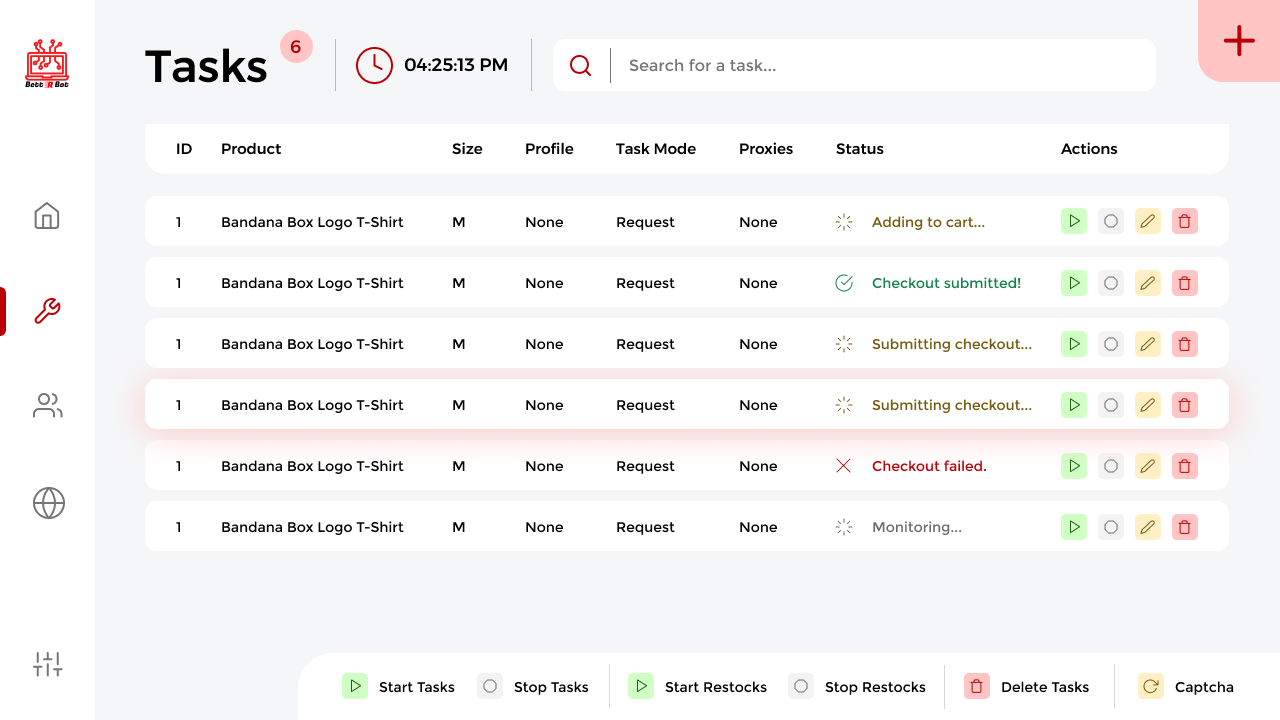 BettRBot
Tasks 6 04:25:13 PM Search for a task...
ID Product Size Profile Task Mode Proxies Status Actions
1 Bandana Box Logo T-Shirt M None Request None Adding to cart...
1 Bandana Box Logo T-Shirt M None Request None Checkout submitted!
1 Bandana Box Logo T-Shirt M None Request None Submitting checkout...
1 Bandana Box Logo T-Shirt M None Request None Submitting checkout...
1 Bandana Box Logo T-Shirt M None Request None Checkout failed.
1 Bandana Box Logo T-Shirt M None Request None Monitoring...
Start Tasks Stop Tasks Start Restocks Stop Restocks Delete Tasks Captcha